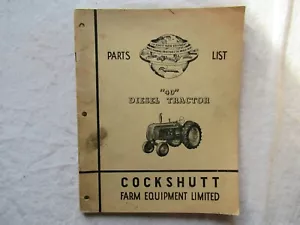 PARTS LIST
"40"
DIESEL TRACTOR
COCKSHUTT
FARM EQUIPMENT LIMITED